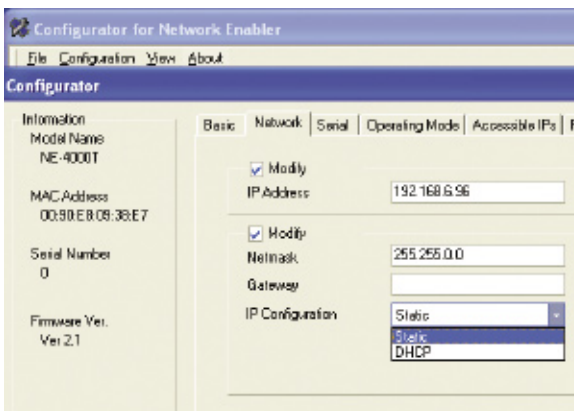 Configurator for Network Enabler
File Configuration View About
Configurator
Information
Model Name
NE-4000T
MAC Address
00:90:E8:09:38:E7
Serial Number
0
Firmware Ver.
Ver 2.1
Basic Network Serial Operating Mode Accessible IPs
Modify
IP Address 192.168.6.96
Modify
Netmask 255.255.0.0
Gateway
IP Configuration Static
Static
DHCP